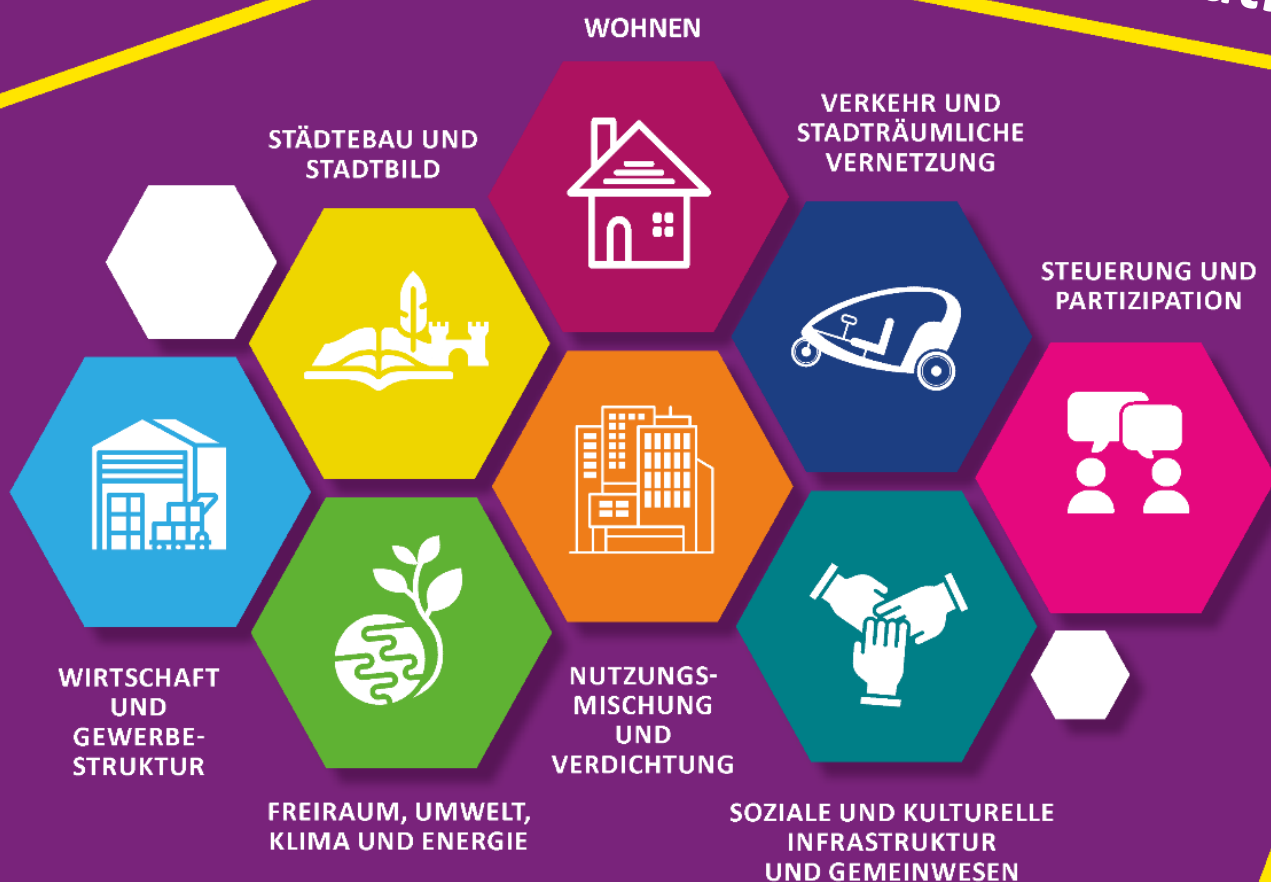 WOHNEN
STÄDTEBAU UND
STADTBILD
VERKEHR UND
STADTRÄUMLICHE
VERNETZUNG
STEUERUNG UND
PARTIZIPATION
WIRTSCHAFT
UND
GEWERBE-
STRUKTUR
FREIRAUM, UMWELT,
KLIMA UND ENERGIE
NUTZUNGS-
MISCHUNG
UND
VERDICHTUNG
SOZIALE UND KULTURELLE
INFRASTRUKTUR
UND GEMEINWESEN